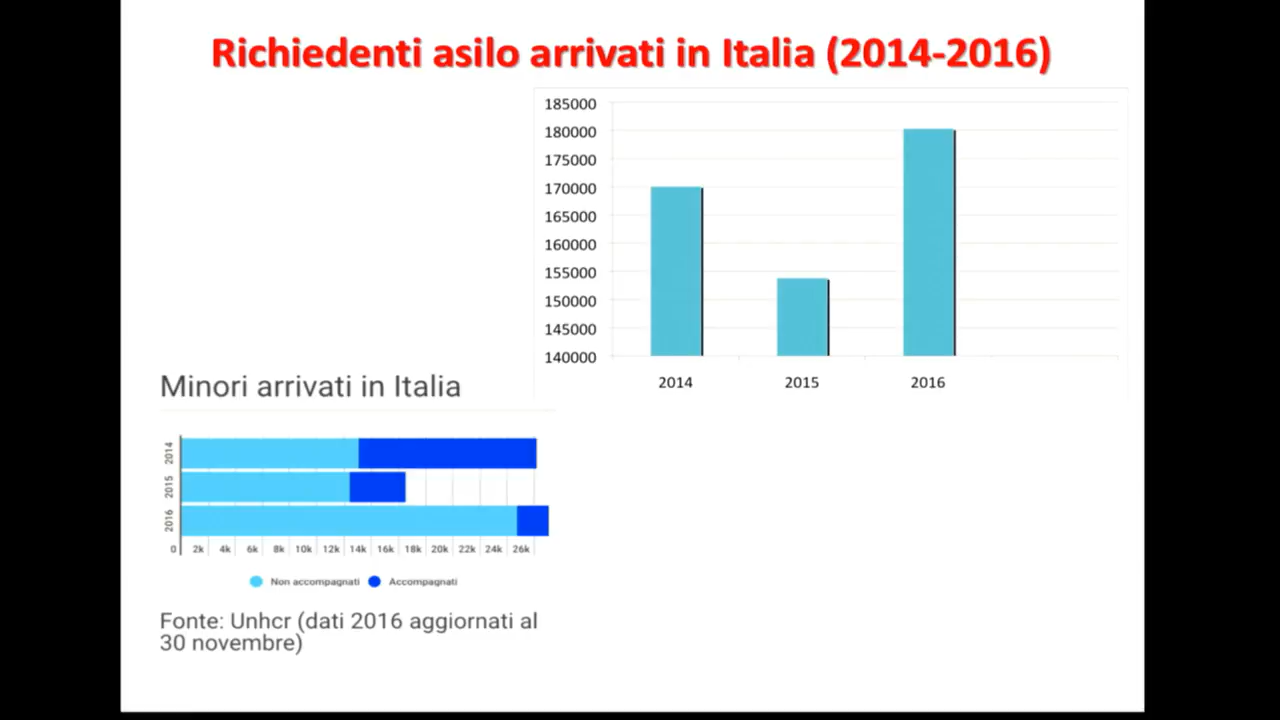 Richiedenti asilo arrivati in Italia (2014-2016)
185000
180000
175000
170000
165000
160000
155000
150000
145000
140000
2014 2015 2016
Minori arrivati in Italia
2014
2015
2016
0 2k 4k 6k 8k 10k 12k 14k 16k 18k 20k 22k 24k 26k
Non accompagnati Accompagnati
Fonte: Unhcr (dati 2016 aggiornati al
30 novembre)